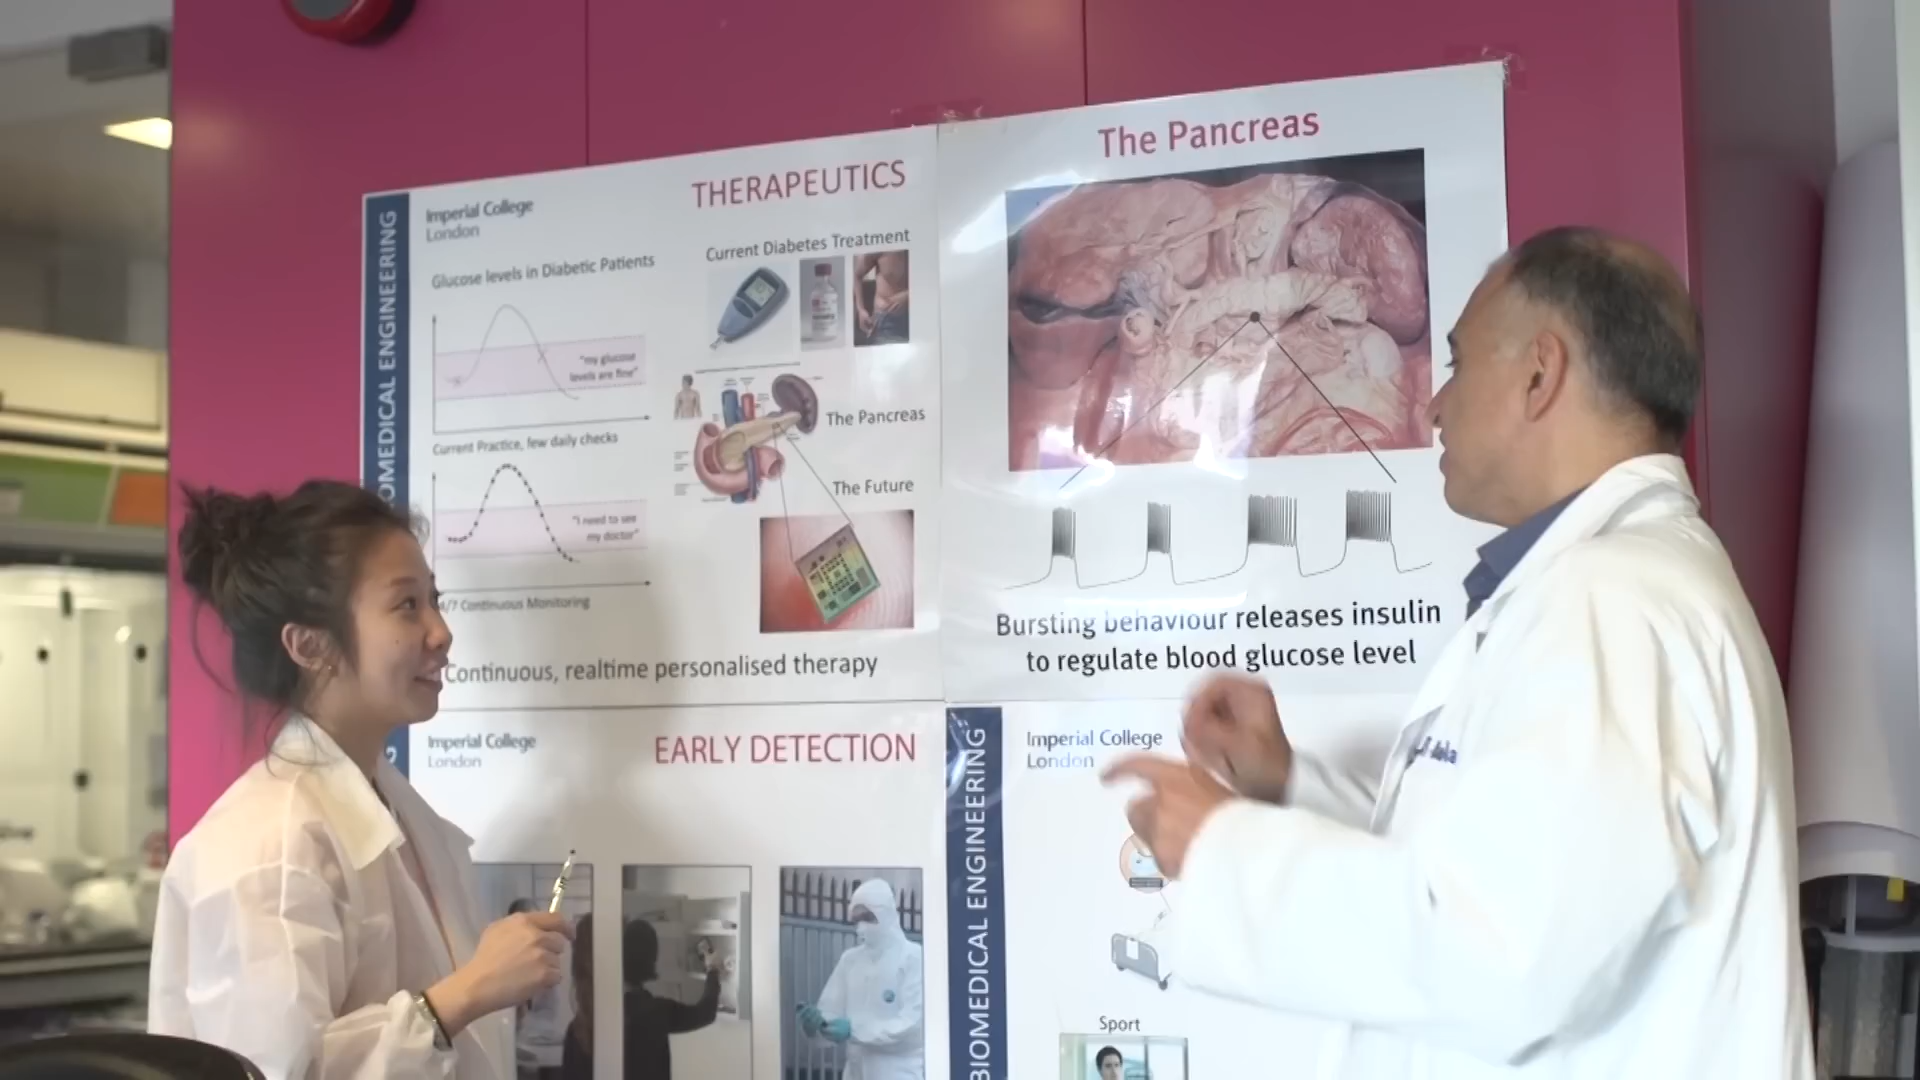 BIOMEDICAL ENGINEERING
Imperial College
London
THERAPEUTICS
Glucose levels in Diabetic Patients
"my glucose
levels are fine"
Current Practice, few daily checks
"I need to see
my doctor"
24/7 Continuous Monitoring
Current Diabetes Treatment
The Pancreas
The Future
Continuous, realtime personalised therapy
The Pancreas
Bursting behaviour releases insulin
to regulate blood glucose level
Imperial College
London
EARLY DETECTION
BIOMEDICAL ENGINEERING
Imperial College
London
Sport